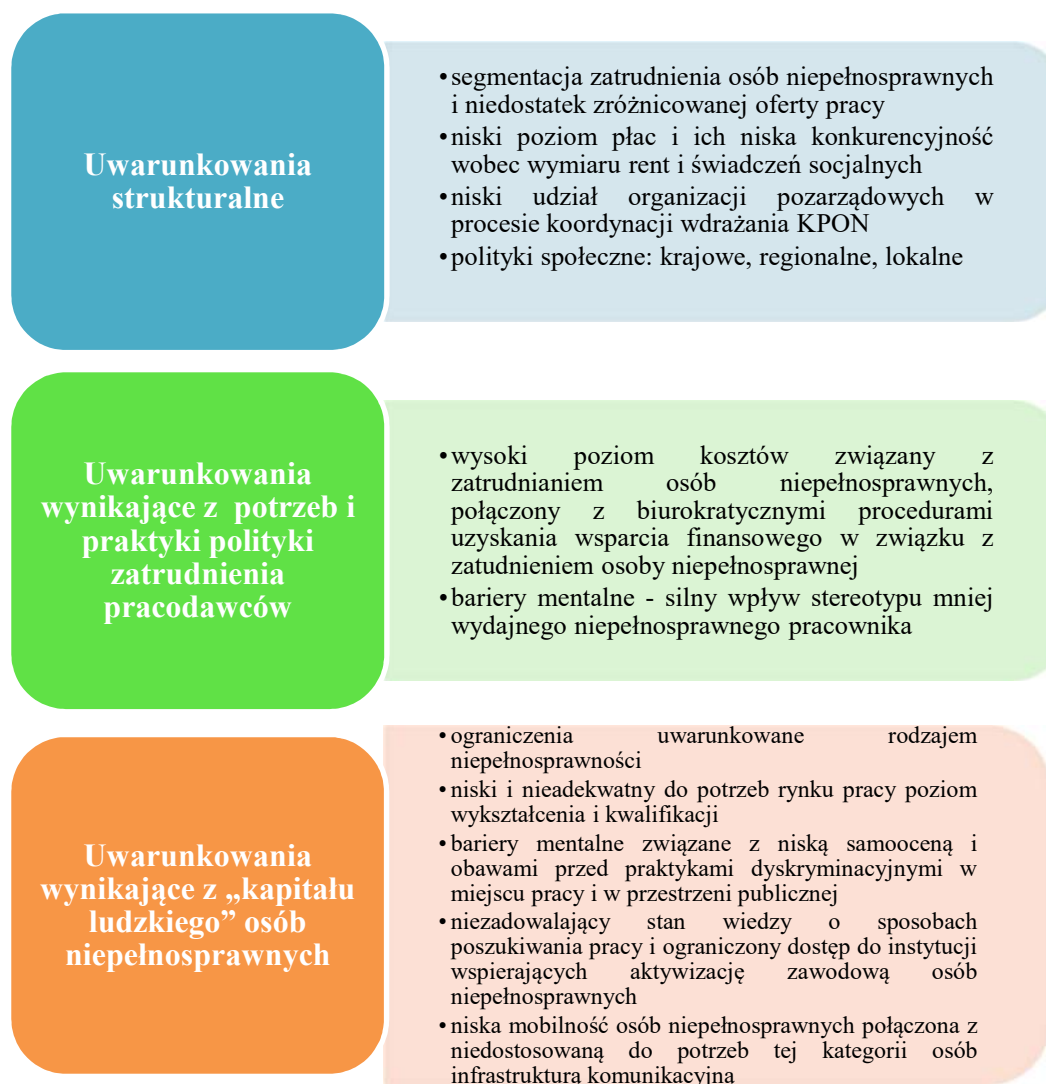 Uwarunkowania
strukturalne
•segmentacja zatrudnienia osób niepełnosprawnych
i niedostatek zróżnicowanej oferty pracy
•niski poziom płac i ich niska konkurencyjność
wobec wymiaru rent i świadczeń socjalnych
•niski udział organizacji pozarządowych w
procesie koordynacji wdrażania KPON
•polityki społeczne: krajowe, regionalne, lokalne
Uwarunkowania
wynikające z potrzeb i
praktyki polityki
zatrudnienia
pracodawców
•wysoki poziom kosztów związany z
zatrudnianiem osób niepełnosprawnych,
połączony z biurokratycznymi procedurami
uzyskania wsparcia finansowego w związku z
zatudnieniem osoby niepełnosprawnej
•bariery mentalne - silny wpływ stereotypu mniej
wydajnego niepełnosprawnego pracownika
Uwarunkowania
wynikające z „kapitału
ludzkiego” osób
niepełnosprawnych
•ograniczenia uwarunkowane rodzajem
niepełnosprawności
•niski i nieadekwatny do potrzeb rynku pracy poziom
wykształcenia i kwalifikacji
•bariery mentalne związane z niską samooceną i
obawami przed praktykami dyskryminacyjnymi w
miejscu pracy i w przestrzeni publicznej
•niezadowalający stan wiedzy o sposobach
poszukiwania pracy i ograniczony dostęp do instytucji
wspierających aktywizację zawodową osób
niepełnosprawnych
•niska mobilność osób niepełnosprawnych połączona z
niedostosowaną do potrzeb tej kategorii osób
infrastrukturą komunikacyjną